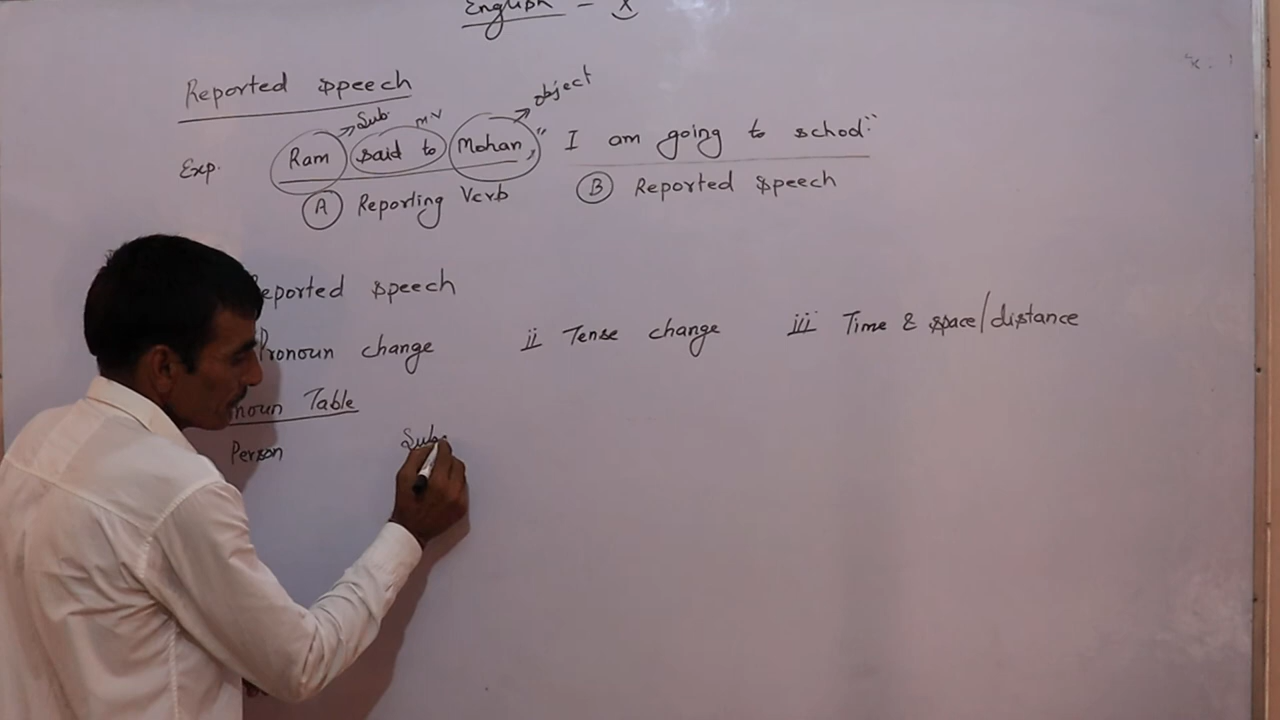 English - X
Reported speech
Sub. m.v object
Exp. Ram said to Mohan, " I am going to school."
A Reporting Verb B Reported speech
Reported speech
Pronoun change ii Tense change iii Time & space/distance
noun Table
Person Sub